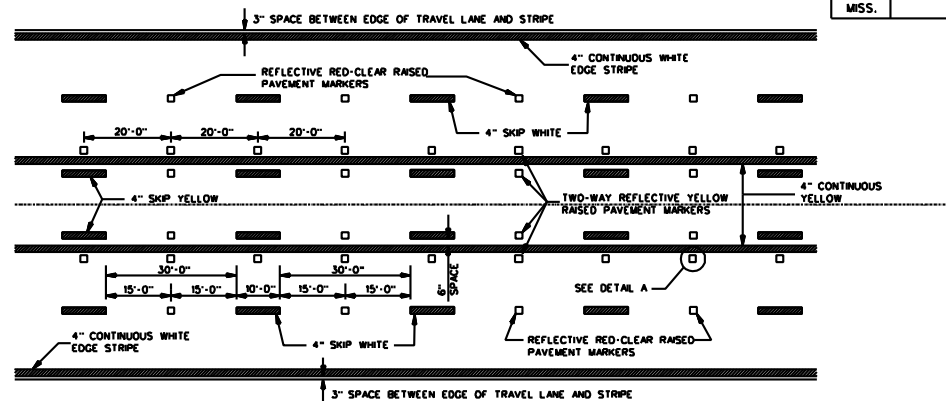 MISS.
3" SPACE BETWEEN EDGE OF TRAVEL LANE AND STRIPE
4" CONTINUOUS WHITE
EDGE STRIPE
REFLECTIVE RED-CLEAR RAISED
PAVEMENT MARKERS
4" SKIP WHITE
20'-0"
20'-0"
20'-0"
4" SKIP YELLOW
TWO-WAY REFLECTIVE YELLOW
RAISED PAVEMENT MARKERS
4" CONTINUOUS
YELLOW
30'-0"
30'-0"
15'-0"
15'-0"
10'-0"
15'-0"
15'-0"
6"
SPACE
SEE DETAIL A
4" CONTINUOUS WHITE
EDGE STRIPE
4" SKIP WHITE
REFLECTIVE RED-CLEAR RAISED
PAVEMENT MARKERS
3" SPACE BETWEEN EDGE OF TRAVEL LANE AND STRIPE